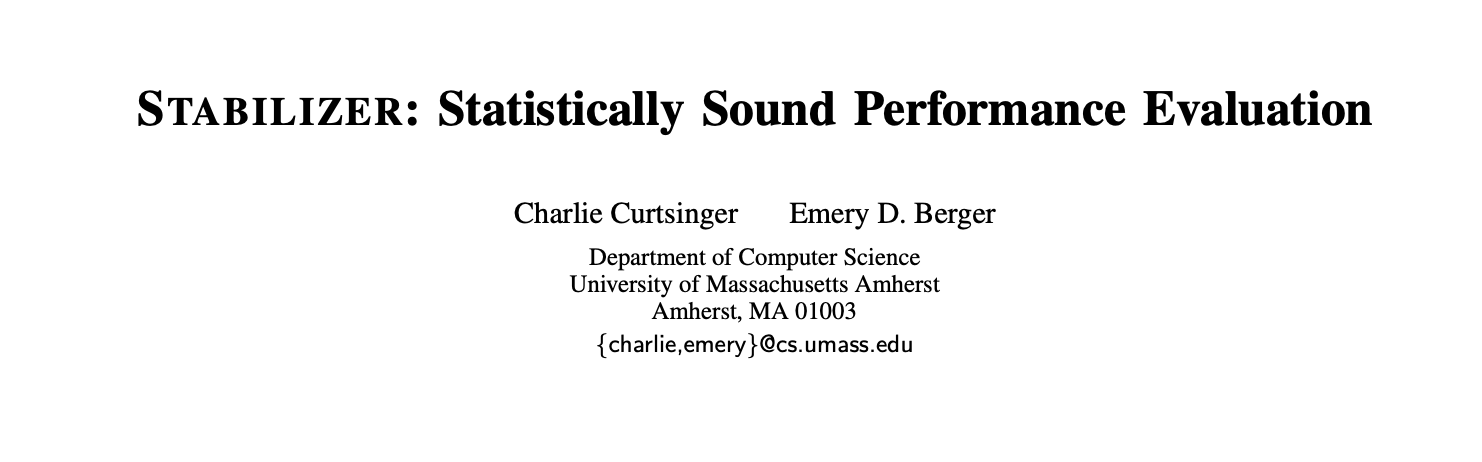 STABILIZER: Statistically Sound Performance Evaluation
Charlie Curtsinger Emery D. Berger
Department of Computer Science
University of Massachusetts Amherst
Amherst, MA 01003
{charlie,emery}@cs.umass.edu